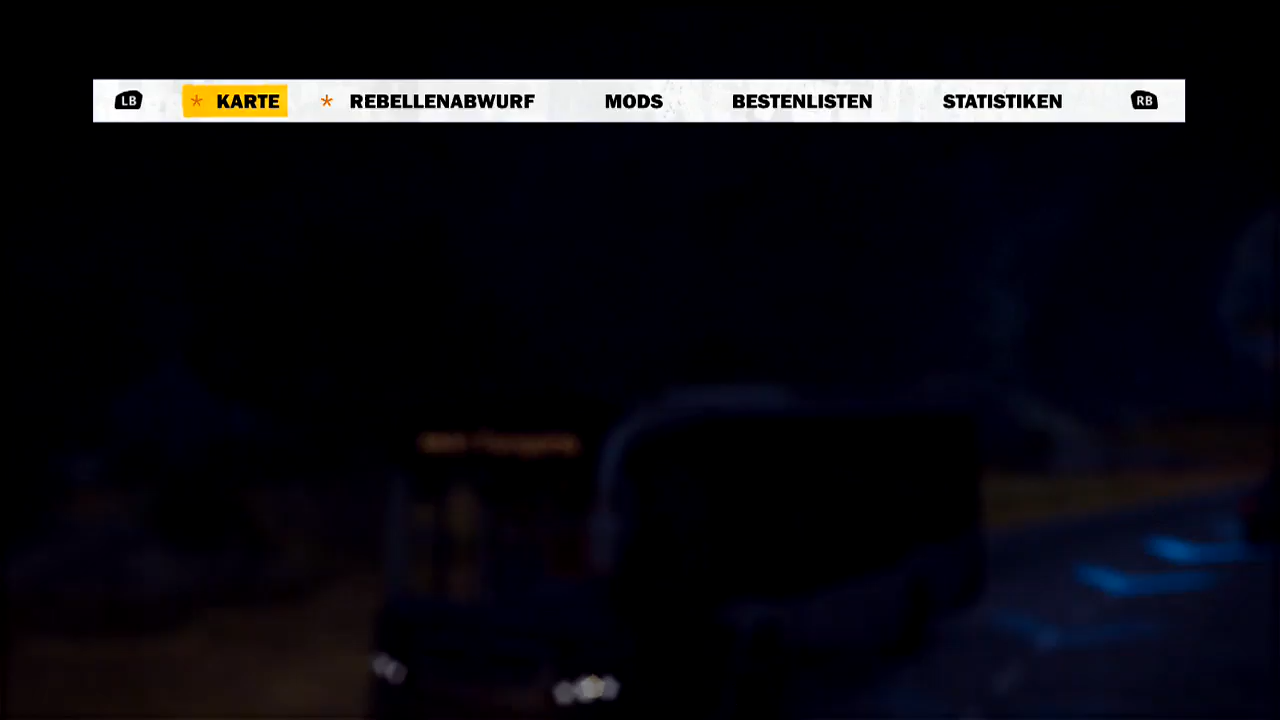 LB * KARTE * REBELLENABWURF MODS BESTENLISTEN STATISTIKEN RB